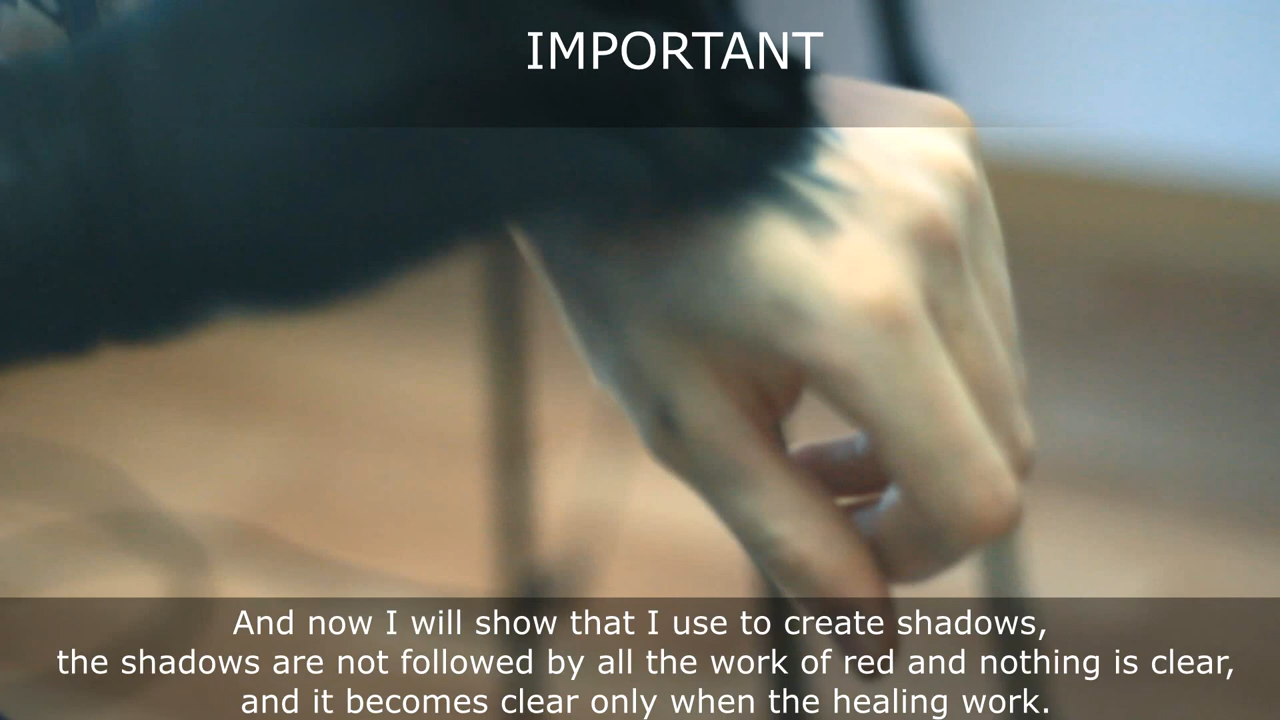 IMPORTANT
And now I will show that I use to create shadows,
the shadows are not followed by all the work of red and nothing is clear,
and it becomes clear only when the healing work.